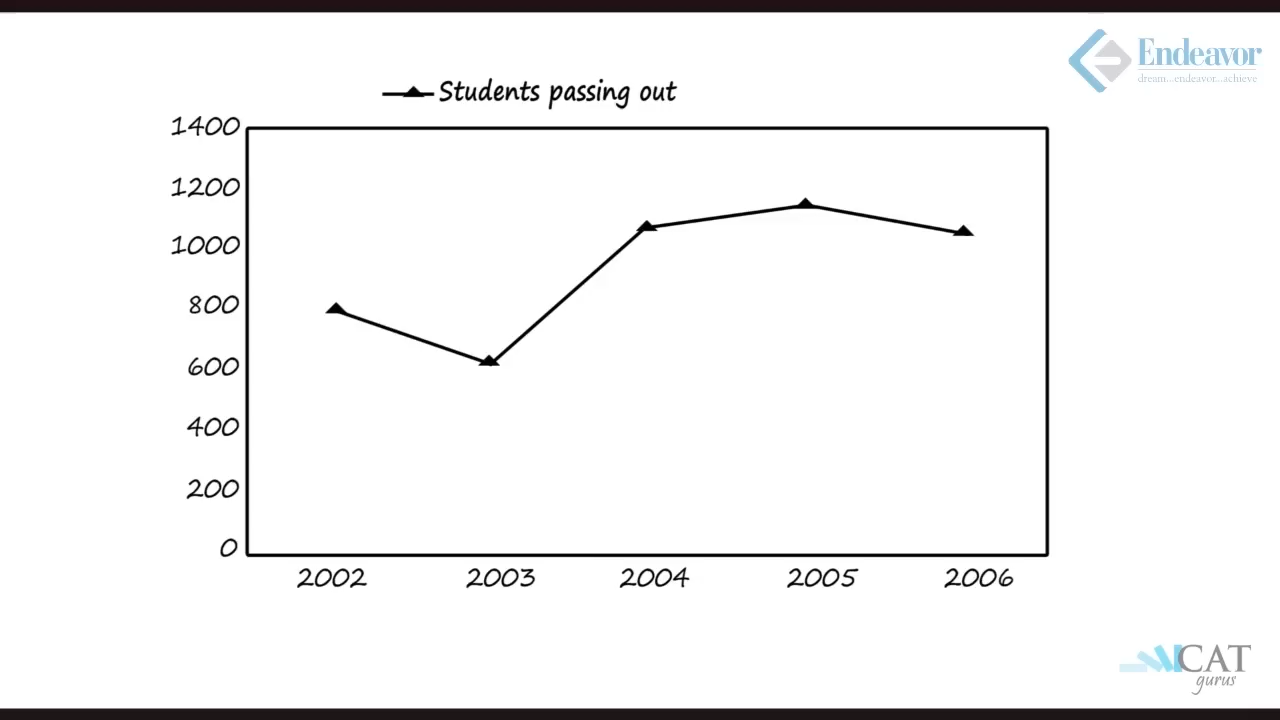 Endeavor
dream...endeavor...achieve
Students passing out
1400
1200
1000
800
600
400
200
0
2002 2003 2004 2005 2006
CAT
gurus